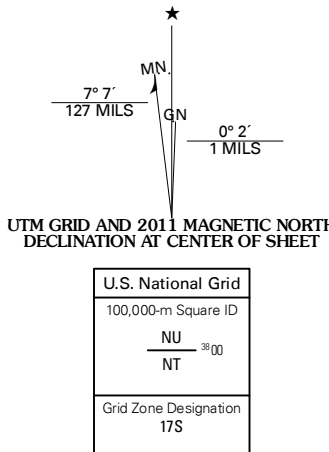 ★
MN.
7° 7´
127 MILS
GN
0° 2´
1 MILS
UTM GRID AND 2011 MAGNETIC NORTH
DECLINATION AT CENTER OF SHEET
U.S. National Grid
100,000-m Square ID
NU
3800
NT
Grid Zone Designation
17S